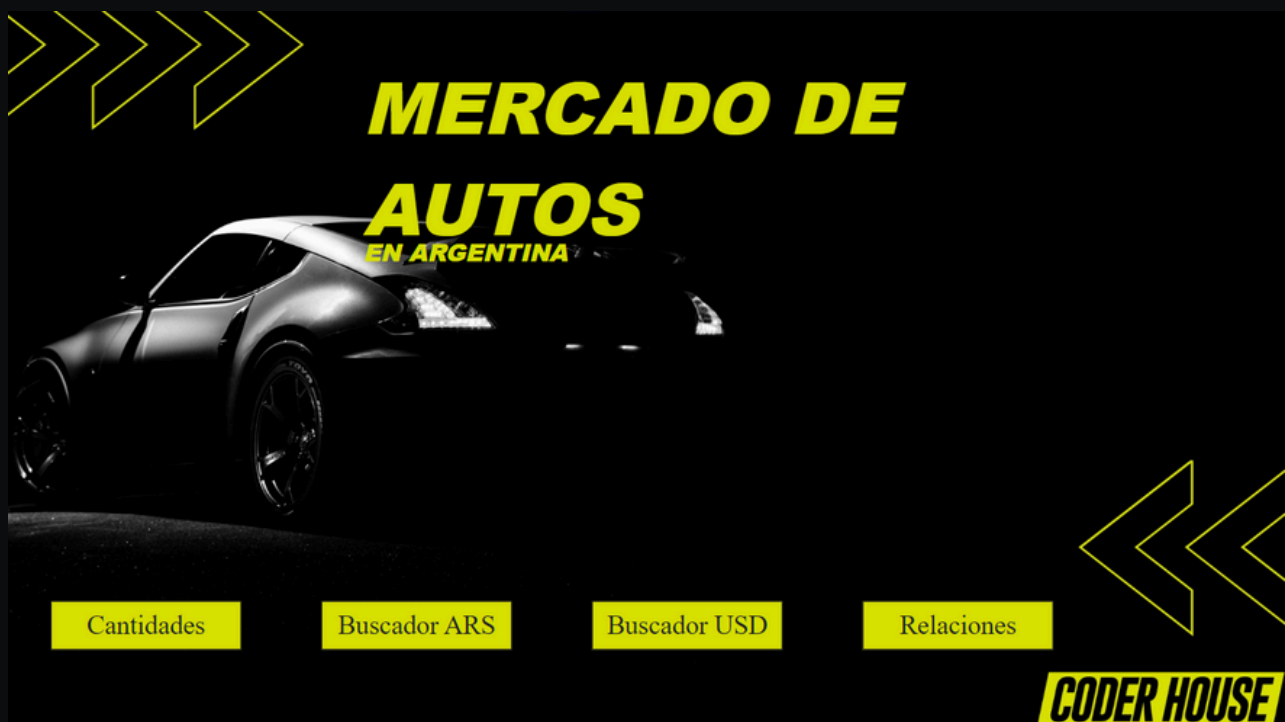 MERCADO DE
AUTOS
EN ARGENTINA
Cantidades
Buscador ARS
Buscador USD
Relaciones
CODER HOUSE